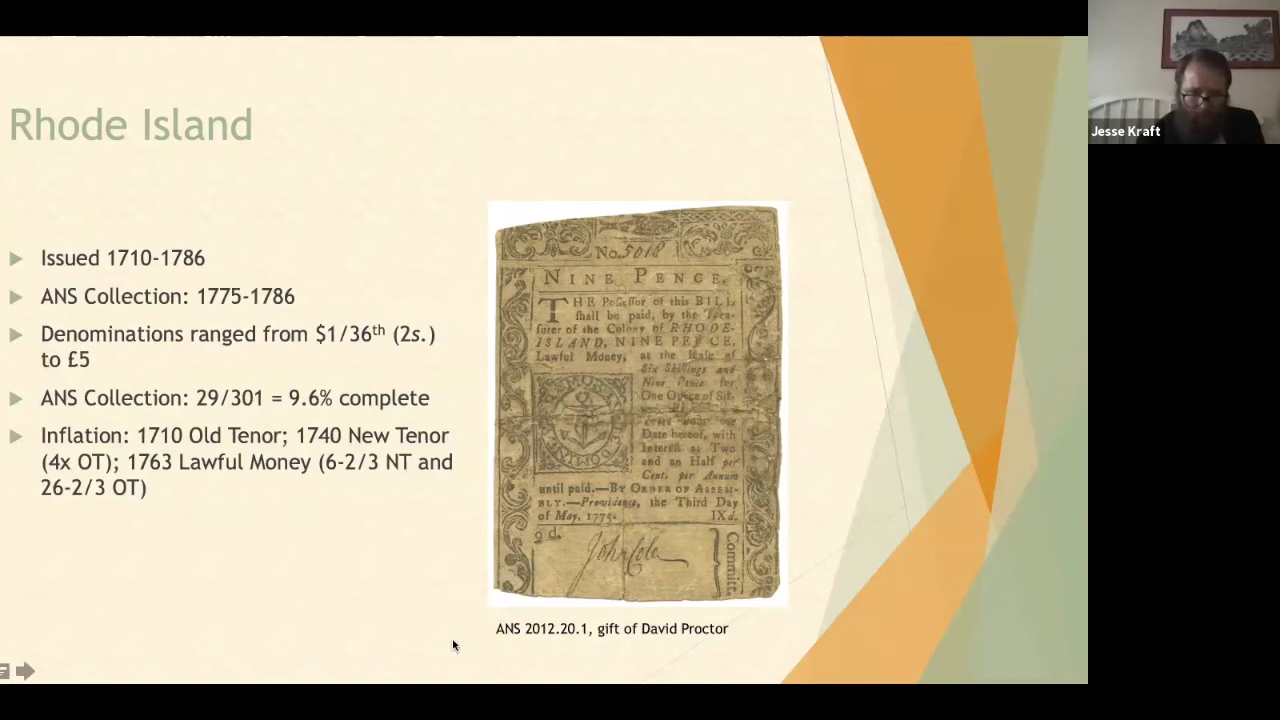 Rhode Island
Issued 1710-1786
ANS Collection: 1775-1786
Denominations ranged from $1/36th (2s.)
to £5
ANS Collection: 29/301 = 9.6% complete
Inflation: 1710 Old Tenor; 1740 New Tenor
(4x OT); 1763 Lawful Money (6-2/3 NT and
26-2/3 OT)
No. 5018
NINE PENCE.
THE Possessor of this BILL
shall be paid, by the Trea-
surer of the Colony of RHODE-
ISLAND, NINE PENCE,
Lawful Money, at the Rate of
Six Shillings and
Nine Pence for
One Ounce of Sil-
Date hereof, with
Interest at Two
and an Half per
Cent. per Annum
until paid.—BY ORDER OF ASSEM-
BLY.—Providence, the Third Day
of May, 1775. IXd.
9 d.
John Cole
Committ.
ANS 2012.20.1, gift of David Proctor
Jesse Kraft